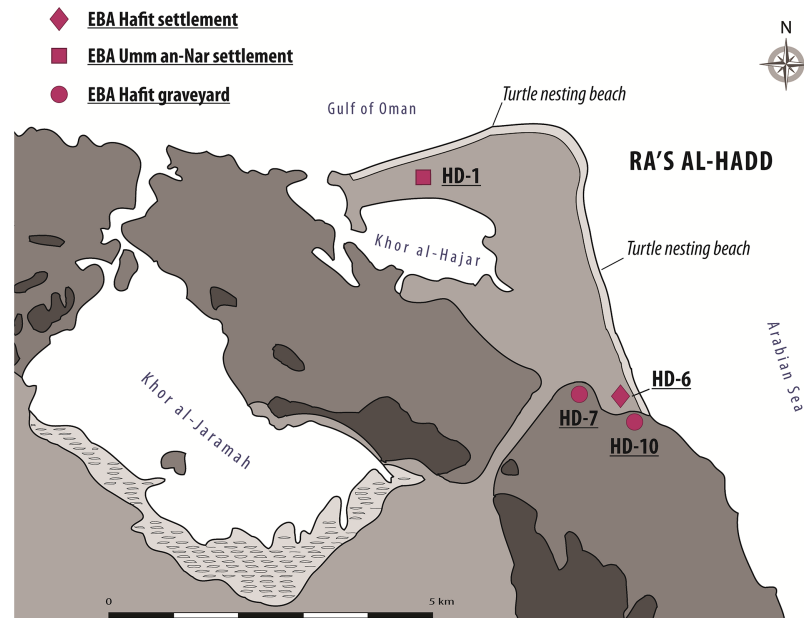 EBA Hafit settlement
EBA Umm an-Nar settlement
EBA Hafit graveyard
N
Gulf of Oman
Turtle nesting beach
RA'S AL-HADD
HD-1
Khor al-Hajar
Turtle nesting beach
Arabian Sea
HD-6
HD-7
HD-10
Khor al-Jaramah
0
5 km